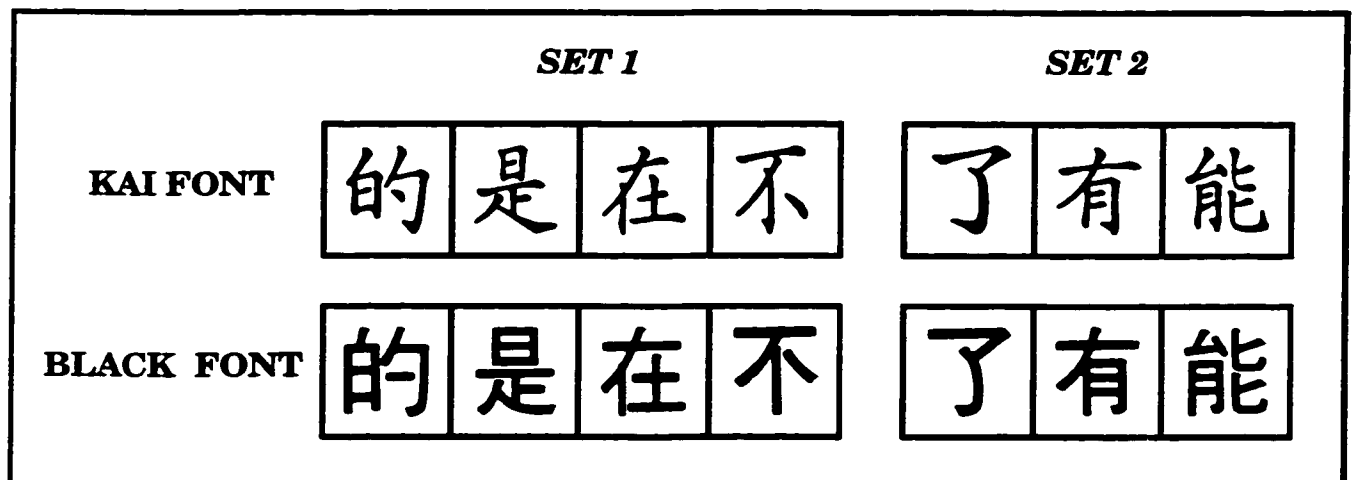 SET 1 SET 2
KAI FONT 的 是 在 不 了 有 能
BLACK FONT 的 是 在 不 了 有 能